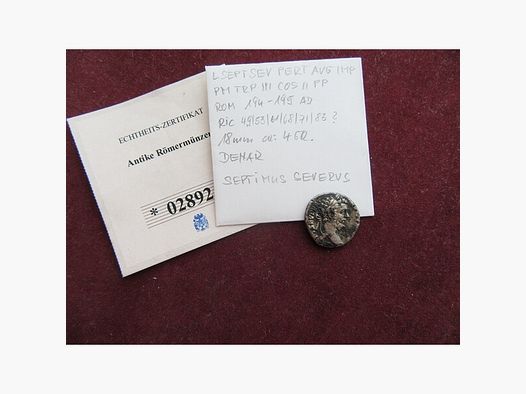 ECHTHEITS-ZERTIFIKAT
Antike Römermünzen
* 02892
L SEPT SEV PERT AVG IMP
PM TRP III COS II PP
ROM 194-195 AD
RIC 49/53/61/68/71/83 ?
18mm ca:
DENAR
SEPTIMUS SEVERUS